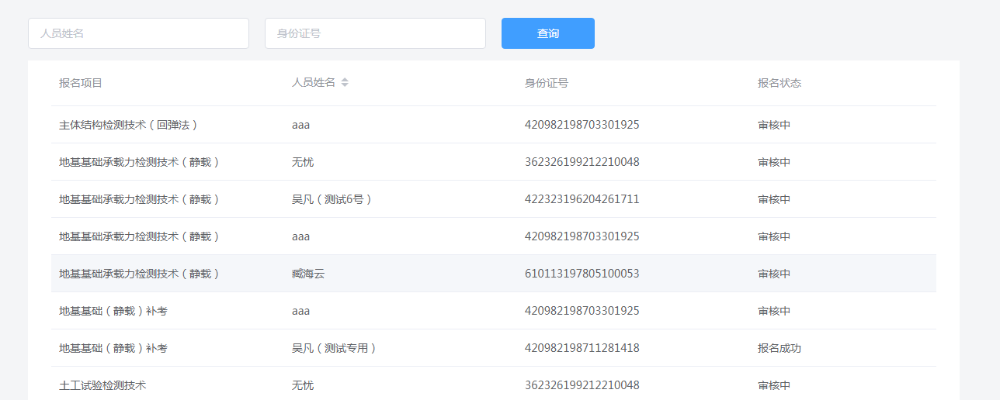 人员姓名 身份证号 查询
报名项目 人员姓名 身份证号 报名状态
主体结构检测技术（回弹法） aaa 420982198703301925 审核中
地基基础承载力检测技术（静载） 无忧 362326199212210048 审核中
地基基础承载力检测技术（静载） 吴凡（测试6号） 422323196204261711 审核中
地基基础承载力检测技术（静载） aaa 420982198703301925 审核中
地基基础承载力检测技术（静载） 臧海云 610113197805100053 审核中
地基基础（静载）补考 aaa 420982198703301925 审核中
地基基础（静载）补考 吴凡（测试专用） 420982198711281418 报名成功
土工试验检测技术 无忧 362326199212210048 审核中